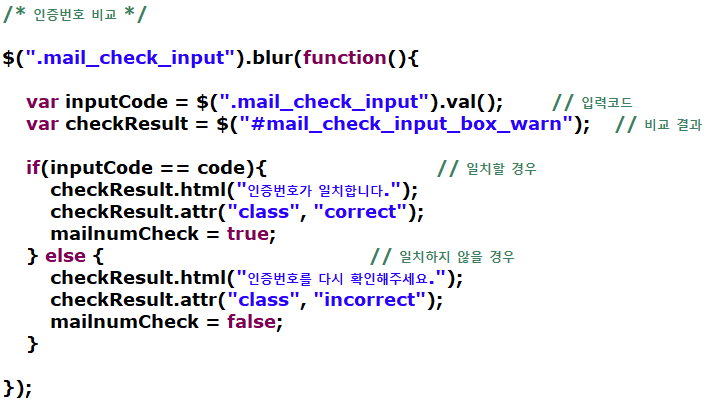 /* 인증번호 비교 */
$(".mail_check_input").blur(function(){
var inputCode = $(".mail_check_input").val(); // 입력코드
var checkResult = $("#mail_check_input_box_warn"); // 비교 결과
if(inputCode == code){ // 일치할 경우
checkResult.html("인증번호가 일치합니다.");
checkResult.attr("class", "correct");
mailnumCheck = true;
} else { // 일치하지 않을 경우
checkResult.html("인증번호를 다시 확인해주세요.");
checkResult.attr("class", "incorrect");
mailnumCheck = false;
}
});